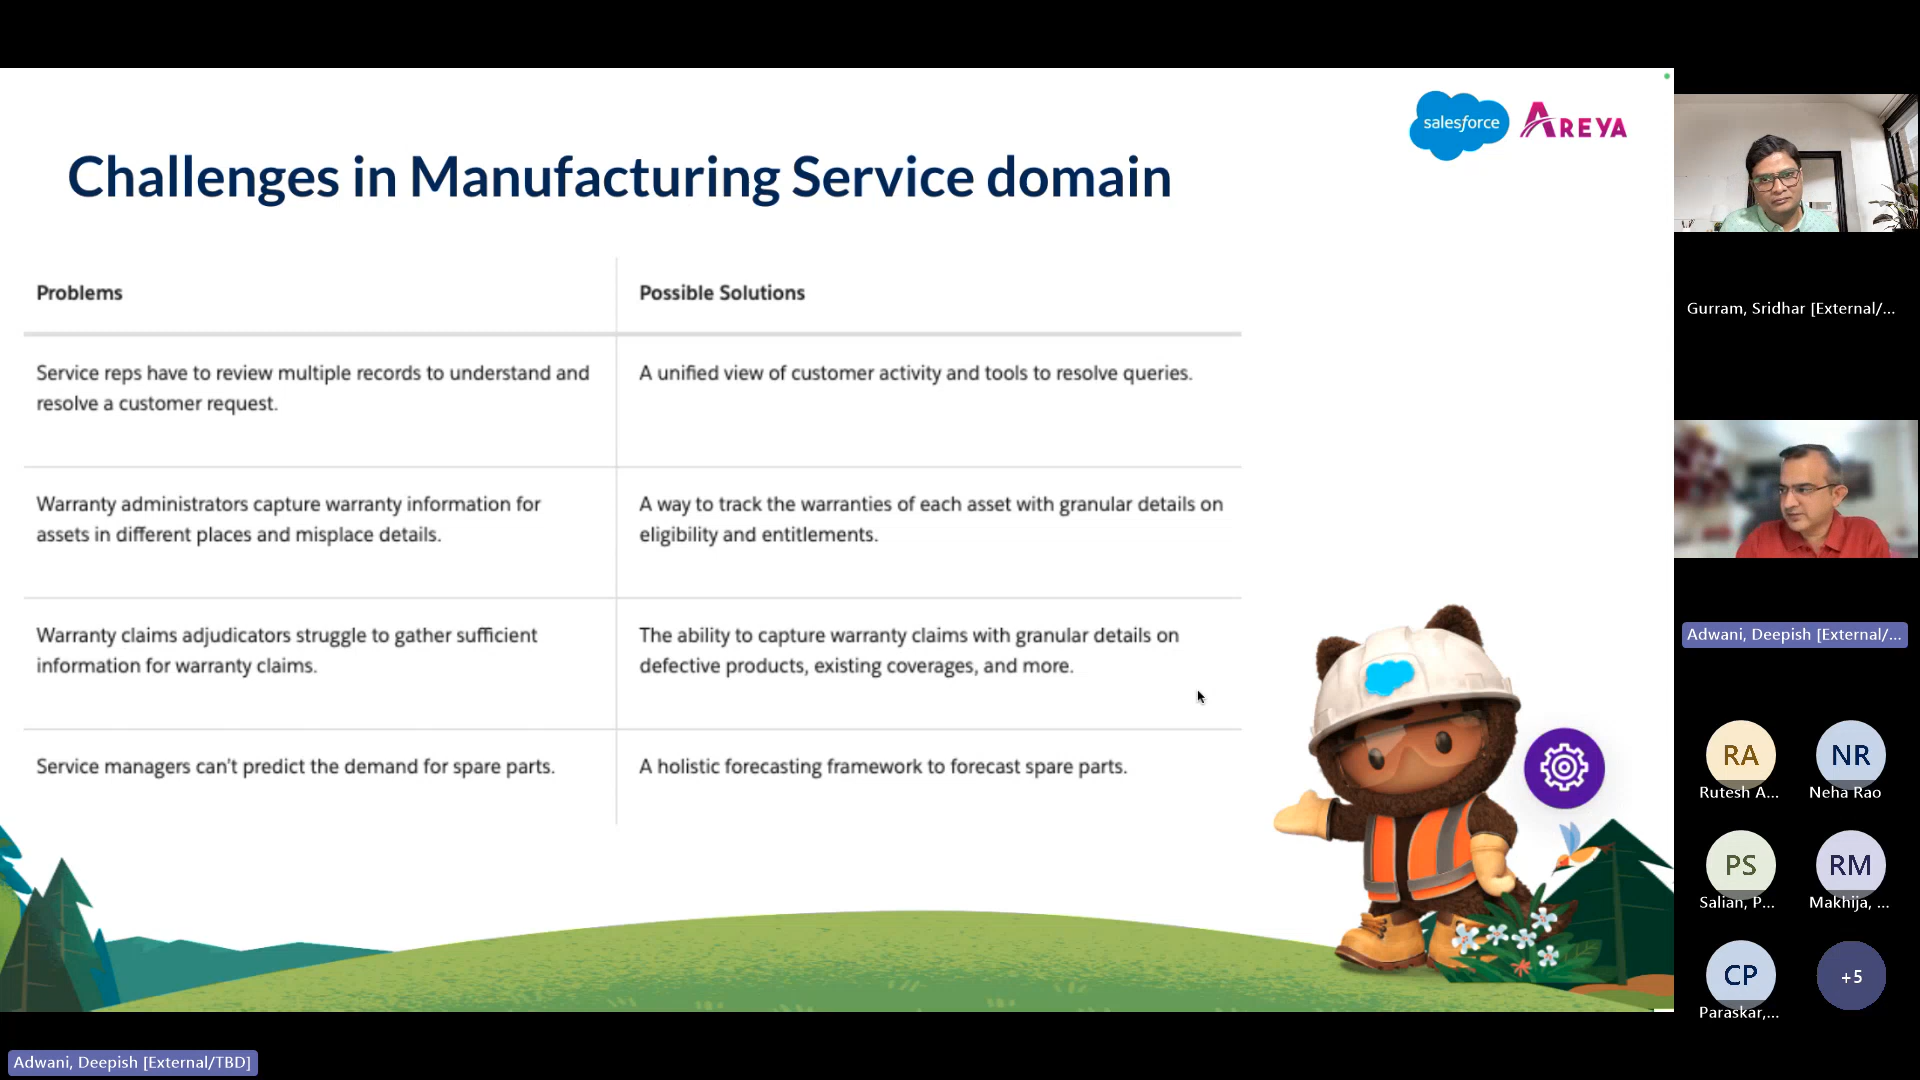 salesforce AREYA
Challenges in Manufacturing Service domain
Problems
Possible Solutions
Service reps have to review multiple records to understand and
resolve a customer request.
A unified view of customer activity and tools to resolve queries.
Warranty administrators capture warranty information for
assets in different places and misplace details.
A way to track the warranties of each asset with granular details on
eligibility and entitlements.
Warranty claims adjudicators struggle to gather sufficient
information for warranty claims.
The ability to capture warranty claims with granular details on
defective products, existing coverages, and more.
Service managers can't predict the demand for spare parts.
A holistic forecasting framework to forecast spare parts.
Gurram, Sridhar [External/...
Adwani, Deepish [External/...
RA
Rutesh A...
NR
Neha Rao
PS
Salian, P...
RM
Makhija, ...
CP
Paraskar,...
+5
Adwani, Deepish [External/TBD]